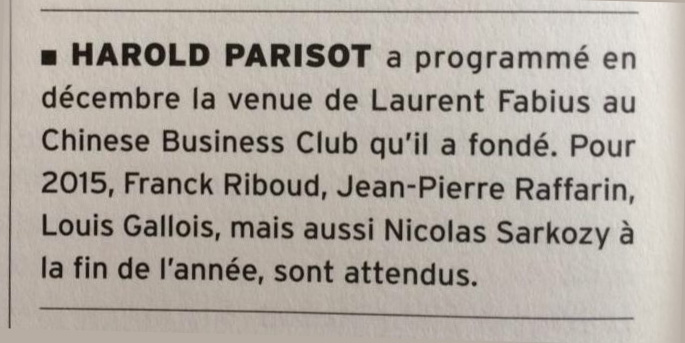 ■ HAROLD PARISOT a programmé en
décembre la venue de Laurent Fabius au
Chinese Business Club qu'il a fondé. Pour
2015, Franck Riboud, Jean-Pierre Raffarin,
Louis Gallois, mais aussi Nicolas Sarkozy à
la fin de l'année, sont attendus.